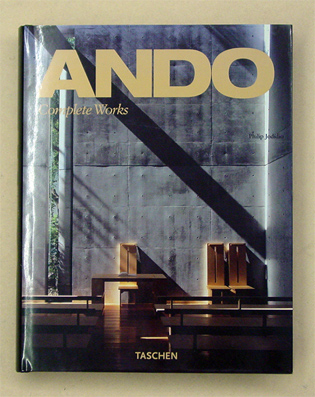 ANDO
Complete Works
Philip Jodidio
TASCHEN